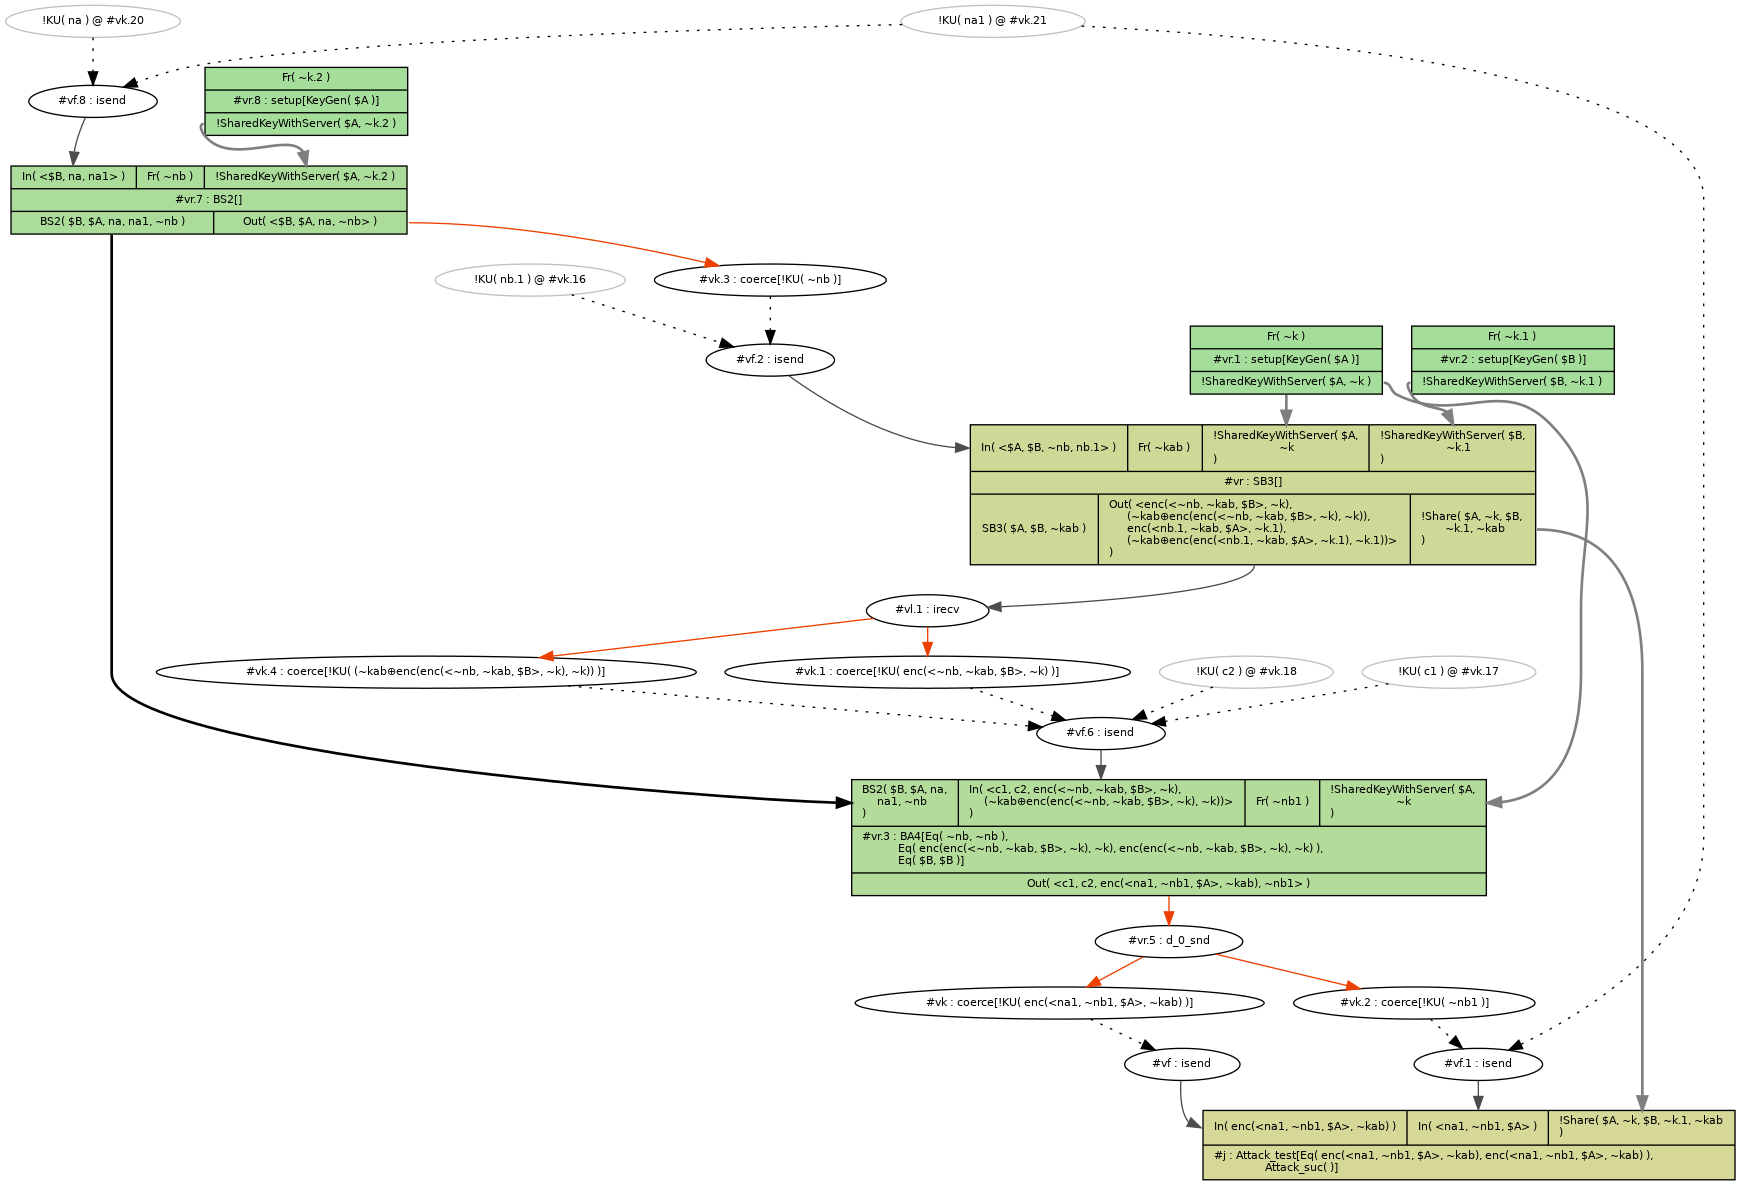 !KU( na ) @ #vk.20
!KU( na1 ) @ #vk.21
#vf.8 : isend
Fr( ~k.2 )
#vr.8 : setup[KeyGen( $A )]
!SharedKeyWithServer( $A, ~k.2 )
In( <$B, na, na1> )
Fr( ~nb )
!SharedKeyWithServer( $A, ~k.2 )
#vr.7 : BS2[]
BS2( $B, $A, na, na1, ~nb )
Out( <$B, $A, na, ~nb> )
!KU( nb.1 ) @ #vk.16
#vk.3 : coerce[!KU( ~nb )]
#vf.2 : isend
Fr( ~k )
#vr.1 : setup[KeyGen( $A )]
!SharedKeyWithServer( $A, ~k )
Fr( ~k.1 )
#vr.2 : setup[KeyGen( $B )]
!SharedKeyWithServer( $B, ~k.1 )
In( <$A, $B, ~nb, nb.1> )
Fr( ~kab )
!SharedKeyWithServer( $A,
~k
)
!SharedKeyWithServer( $B,
~k.1
)
#vr : SB3[]
SB3( $A, $B, ~kab )
Out( <enc(<~nb, ~kab, $B>, ~k),
(~kab⊕enc(enc(<~nb, ~kab, $B>, ~k), ~k)),
enc(<nb.1, ~kab, $A>, ~k.1),
(~kab⊕enc(enc(<nb.1, ~kab, $A>, ~k.1), ~k.1))>
)
!Share( $A, ~k, $B,
~k.1, ~kab
)
#vl.1 : irecv
#vk.4 : coerce[!KU( (~kab⊕enc(enc(<~nb, ~kab, $B>, ~k), ~k)) )]
#vk.1 : coerce[!KU( enc(<~nb, ~kab, $B>, ~k) )]
!KU( c2 ) @ #vk.18
!KU( c1 ) @ #vk.17
#vf.6 : isend
BS2( $B, $A, na,
na1, ~nb
)
In( <c1, c2, enc(<~nb, ~kab, $B>, ~k),
(~kab⊕enc(enc(<~nb, ~kab, $B>, ~k), ~k))>
)
Fr( ~nb1 )
!SharedKeyWithServer( $A,
~k
)
#vr.3 : BA4[Eq( ~nb, ~nb ),
Eq( enc(enc(<~nb, ~kab, $B>, ~k), ~k), enc(enc(<~nb, ~kab, $B>, ~k), ~k) ),
Eq( $B, $B )]
Out( <c1, c2, enc(<na1, ~nb1, $A>, ~kab), ~nb1> )
#vr.5 : d_0_snd
#vk : coerce[!KU( enc(<na1, ~nb1, $A>, ~kab) )]
#vk.2 : coerce[!KU( ~nb1 )]
#vf : isend
#vf.1 : isend
In( enc(<na1, ~nb1, $A>, ~kab) )
In( <na1, ~nb1, $A> )
!Share( $A, ~k, $B, ~k.1, ~kab
)
#j : Attack_test[Eq( enc(<na1, ~nb1, $A>, ~kab), enc(<na1, ~nb1, $A>, ~kab) ),
Attack_suc( )]